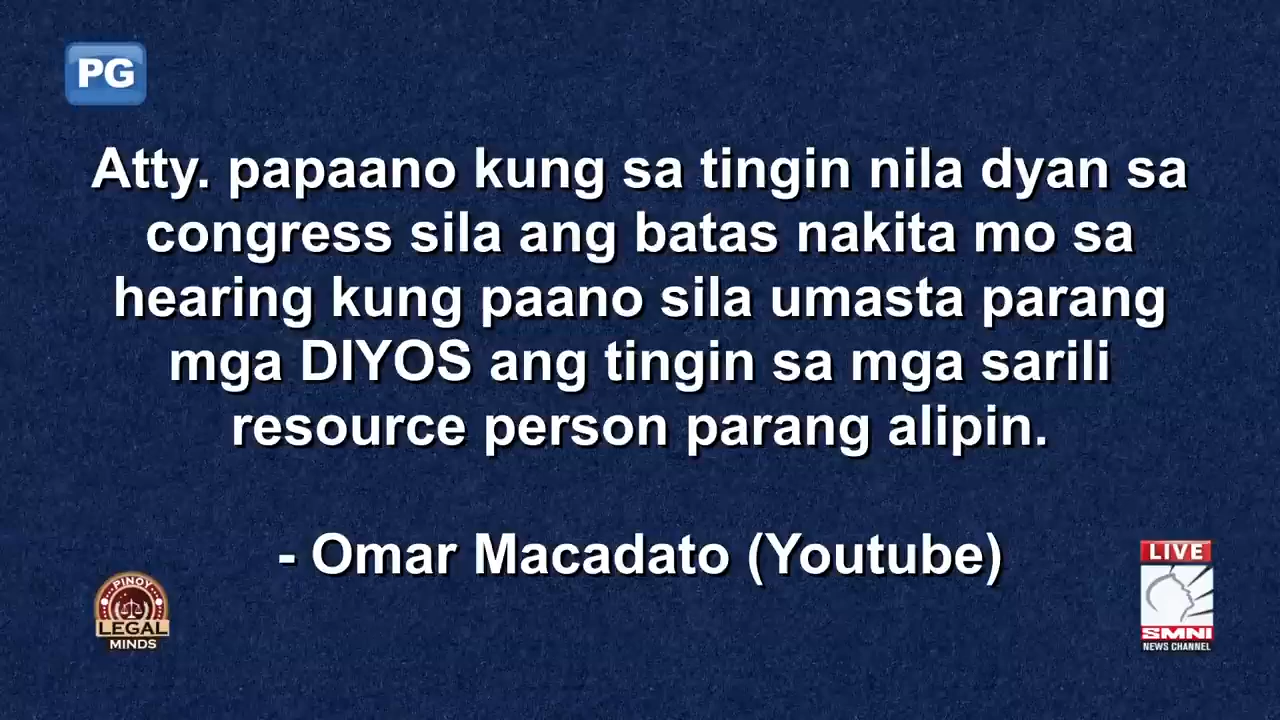 PG
Atty. papaano kung sa tingin nila dyan sa
congress sila ang batas nakita mo sa
hearing kung paano sila umasta parang
mga DIYOS ang tingin sa mga sarili
resource person parang alipin.
- Omar Macadato (Youtube)
PINOY
LEGAL
MINDS
LIVE
SMNI
NEWS CHANNEL